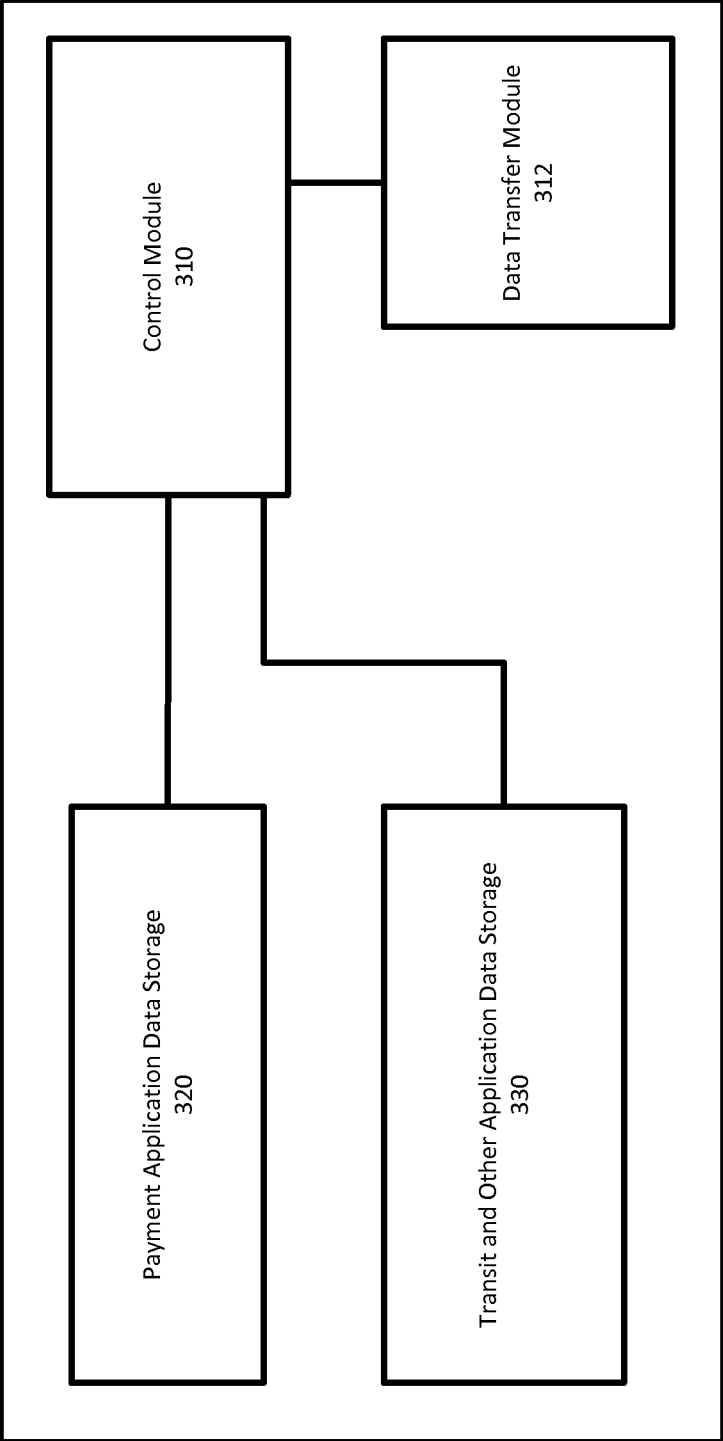 Payment Application Data Storage
320
Control Module
310
Transit and Other Application Data Storage
330
Data Transfer Module
312